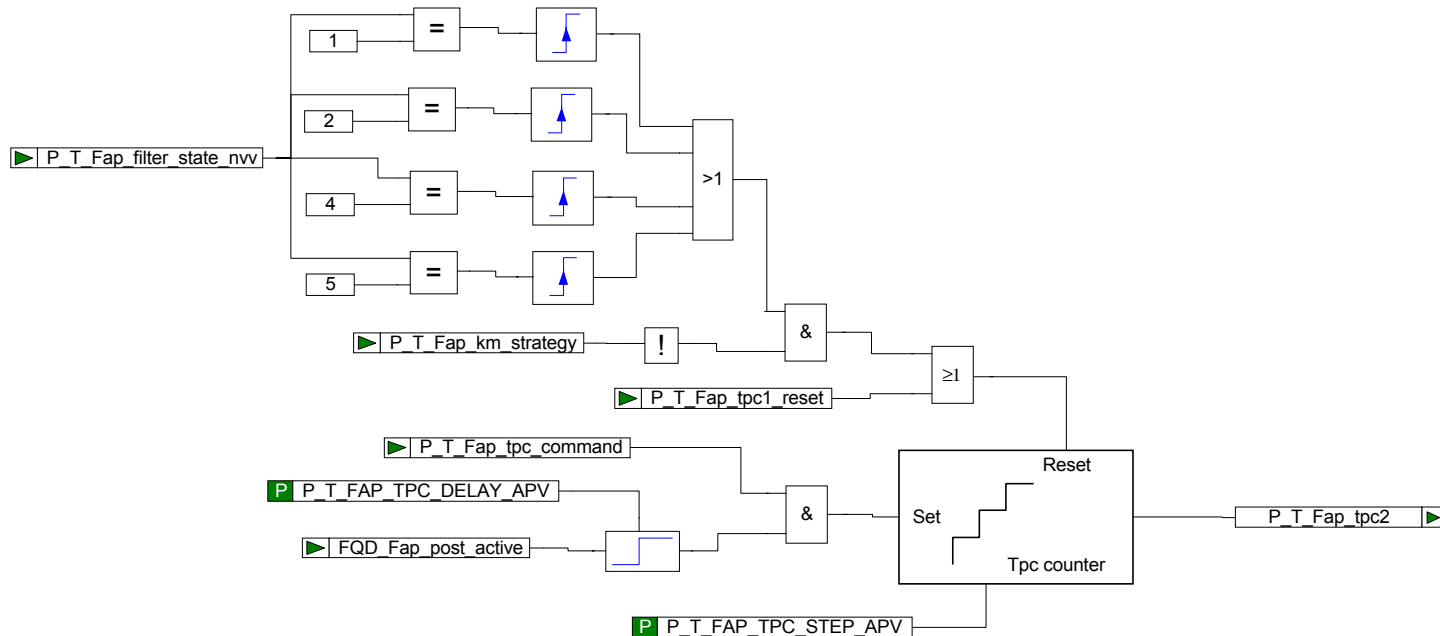 1
=
2
=
P_T_Fap_filter_state_nvv
>1
4
=
5
=
&
P_T_Fap_km_strategy
!
≥1
P_T_Fap_tpc1_reset
P_T_Fap_tpc_command
Reset
P P_T_FAP_TPC_DELAY_APV
&
Set
P_T_Fap_tpc2
FQD_Fap_post_active
Tpc counter
P P_T_FAP_TPC_STEP_APV